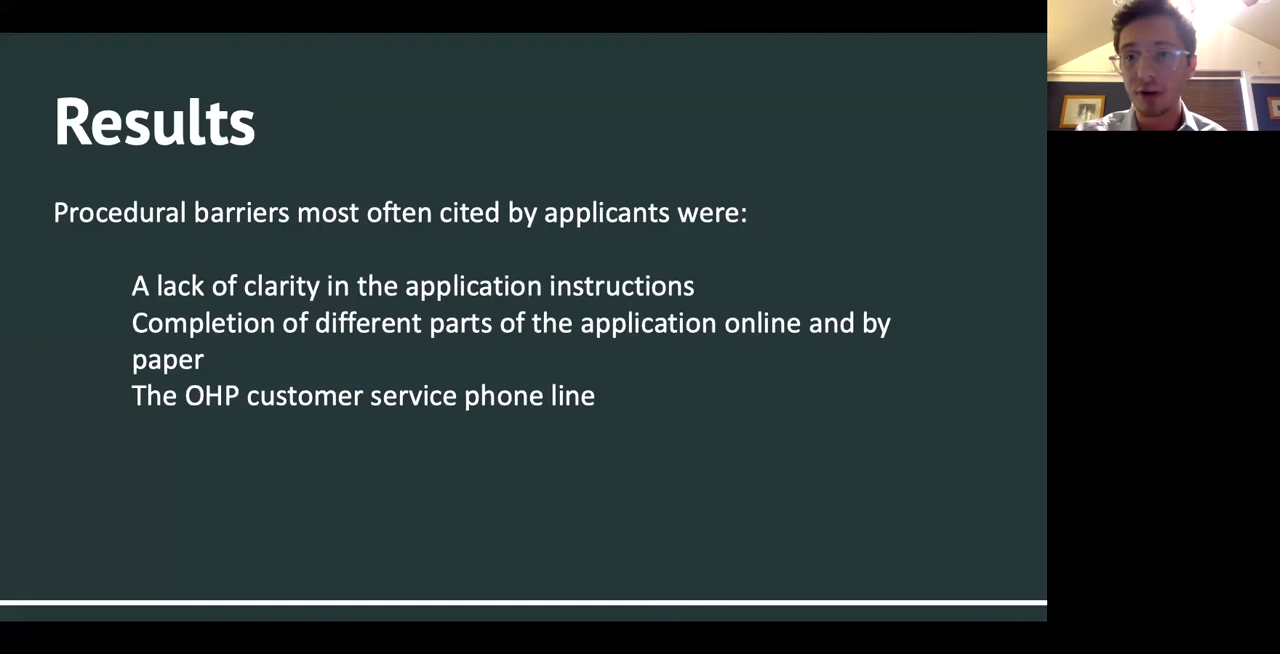 Results
Procedural barriers most often cited by applicants were:
A lack of clarity in the application instructions
Completion of different parts of the application online and by
paper
The OHP customer service phone line